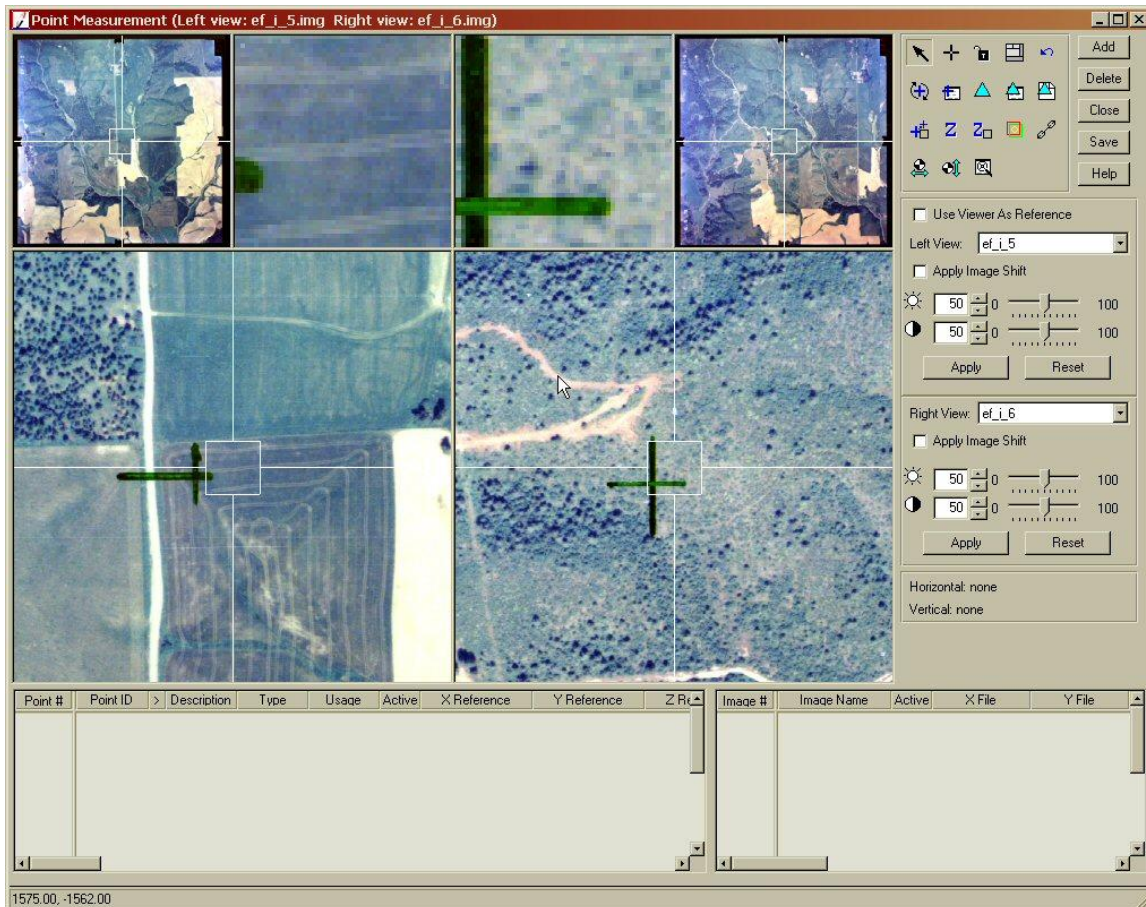 Point Measurement (Left view: ef_i_5.img Right view: ef_i_6.img)
Add
Delete
Close
Save
Help
Use Viewer As Reference
Left View: ef_i_5
Apply Image Shift
50 0 100
50 0 100
Apply Reset
Right View: ef_i_6
Apply Image Shift
50 0 100
50 0 100
Apply Reset
Horizontal: none
Vertical: none
Point # Point ID > Description Type Usage Active X Reference Y Reference Z Re
Image # Image Name Active X File Y File
1575.00, -1562.00